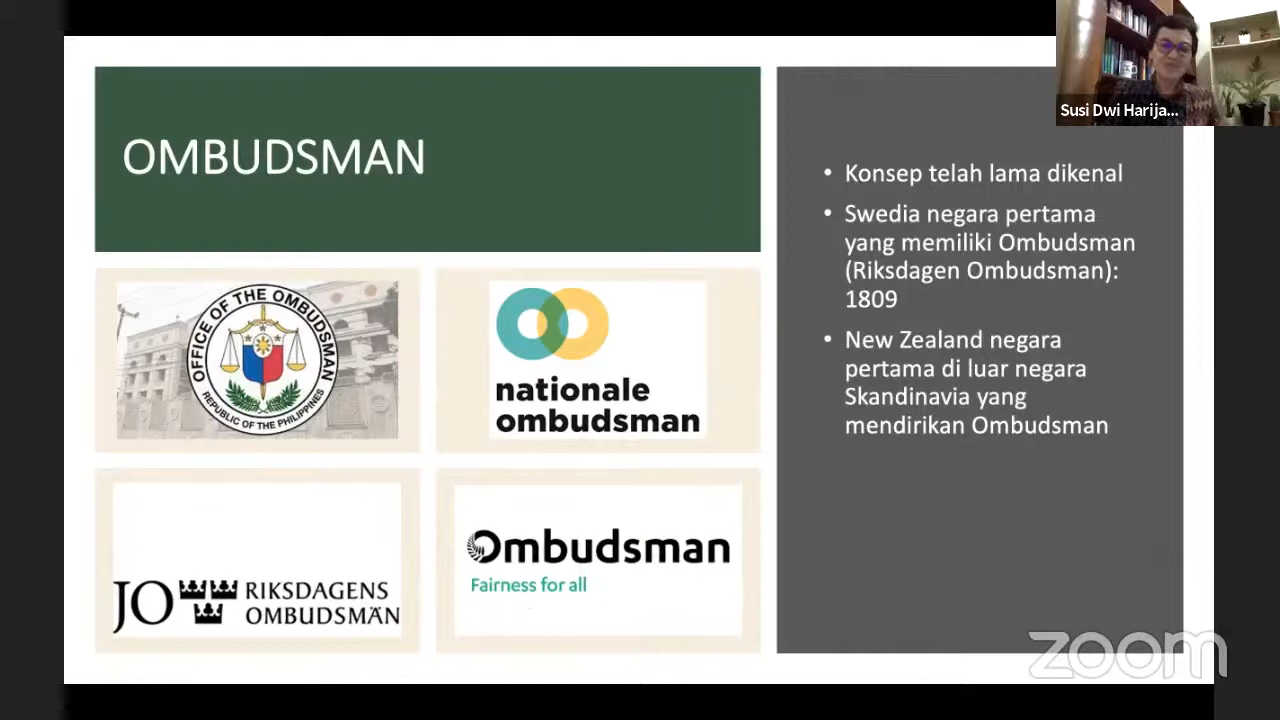 Susi Dwi Harija...
OMBUDSMAN
OFFICE OF THE OMBUDSMAN
REPUBLIC OF THE PHILIPPINES
nationale
ombudsman
JO RIKSDAGENS
OMBUDSMÄN
Ombudsman
Fairness for all
• Konsep telah lama dikenal
• Swedia negara pertama
yang memiliki Ombudsman
(Riksdagen Ombudsman):
1809
• New Zealand negara
pertama di luar negara
Skandinavia yang
mendirikan Ombudsman
zoom